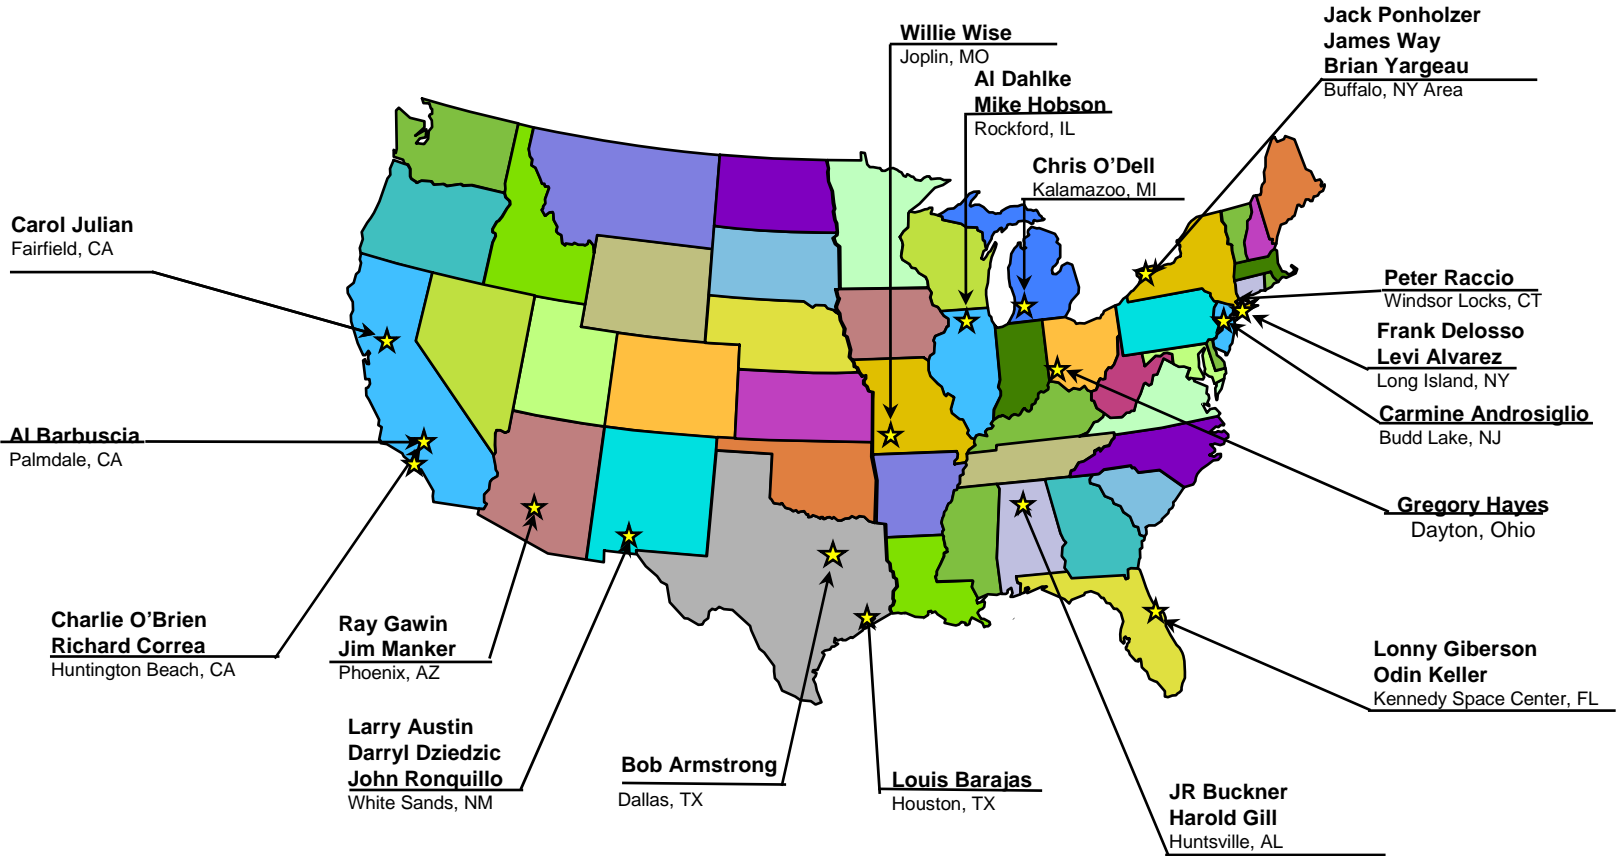 Jack Ponholzer
James Way
Brian Yargeau
Buffalo, NY Area
Willie Wise
Joplin, MO
Al Dahlke
Mike Hobson
Rockford, IL
Chris O’Dell
Kalamazoo, MI
Carol Julian
Fairfield, CA
Peter Raccio
Windsor Locks, CT
Frank Delosso
Levi Alvarez
Long Island, NY
Carmine Androsiglio
Budd Lake, NJ
Al Barbuscia
Palmdale, CA
Gregory Hayes
Dayton, Ohio
Charlie O’Brien
Richard Correa
Huntington Beach, CA
Ray Gawin
Jim Manker
Phoenix, AZ
Lonny Giberson
Odin Keller
Kennedy Space Center, FL
Larry Austin
Darryl Dziedzic
John Ronquillo
White Sands, NM
Bob Armstrong
Dallas, TX
Louis Barajas
Houston, TX
JR Buckner
Harold Gill
Huntsville, AL